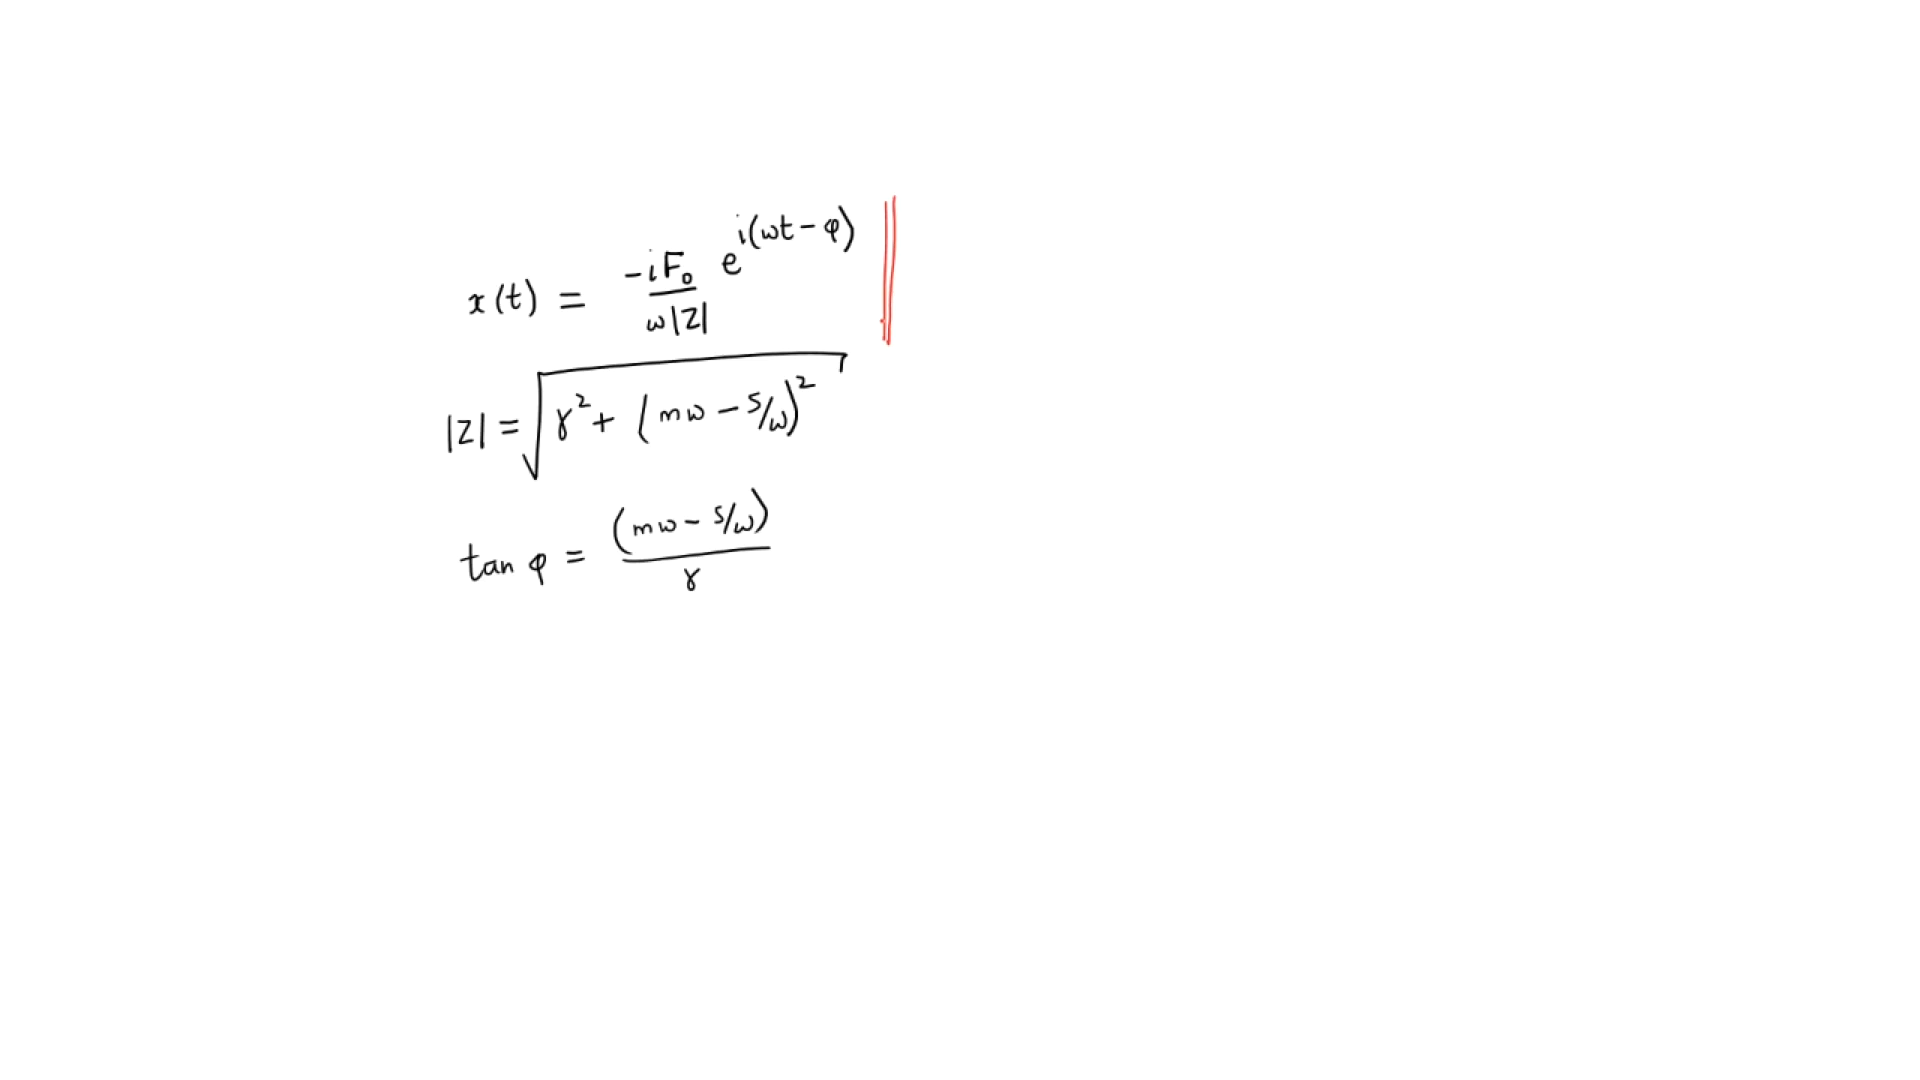 x(t) = -iF₀/ω|Z| e^i(ωt - φ)
|Z| = √(γ² + (mω - s/ω)²)
tan φ = (mω - s/ω)/γ